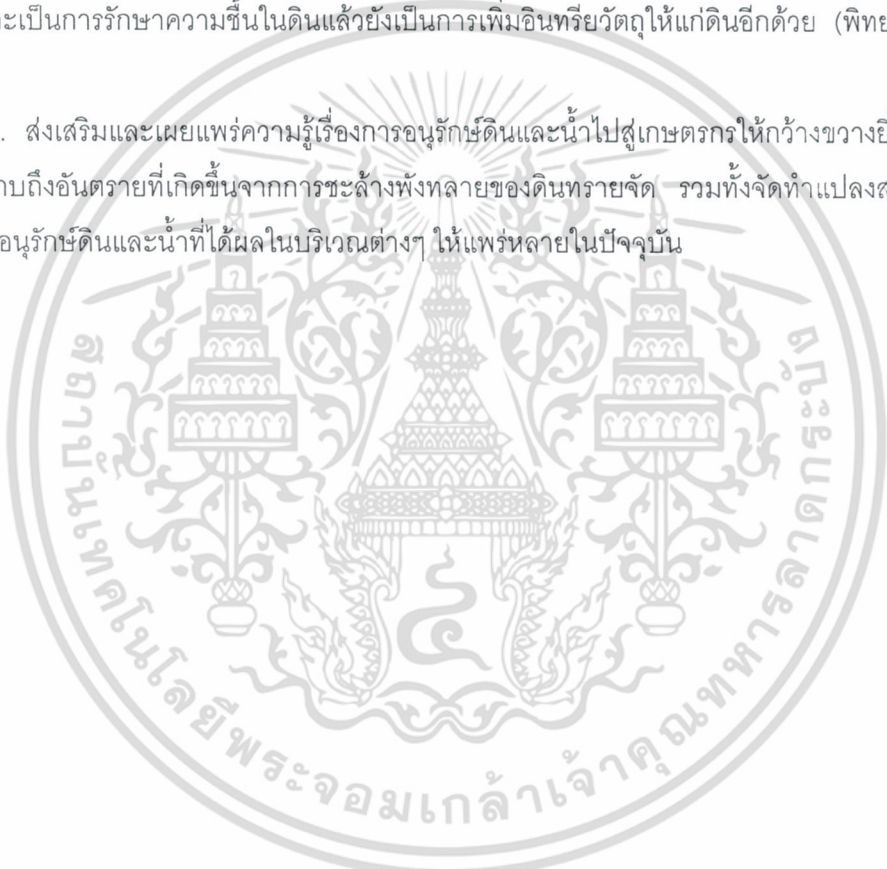 ะเป็นการรักษาความชื้นในดินแล้วยังเป็นการเพิ่มอินทรียวัตถุให้แก่ดินอีกด้วย (พิทย
. ส่งเสริมและเผยแพร่ความรู้เรื่องการอนุรักษ์ดินและน้ำไปสู่เกษตรกรให้กว้างขวางยิ
าบถึงอันตรายที่เกิดขึ้นจากการชะล้างพังทลายของดินทรายจัด รวมทั้งจัดทำแปลงส
อนุรักษ์ดินและน้ำที่ได้ผลในบริเวณต่างๆ ให้แพร่หลายในปัจจุบัน
๔
สถาบันเทคโนโลยีพระจอมเกล้าเจ้าคุณทหารลาดกระบัง